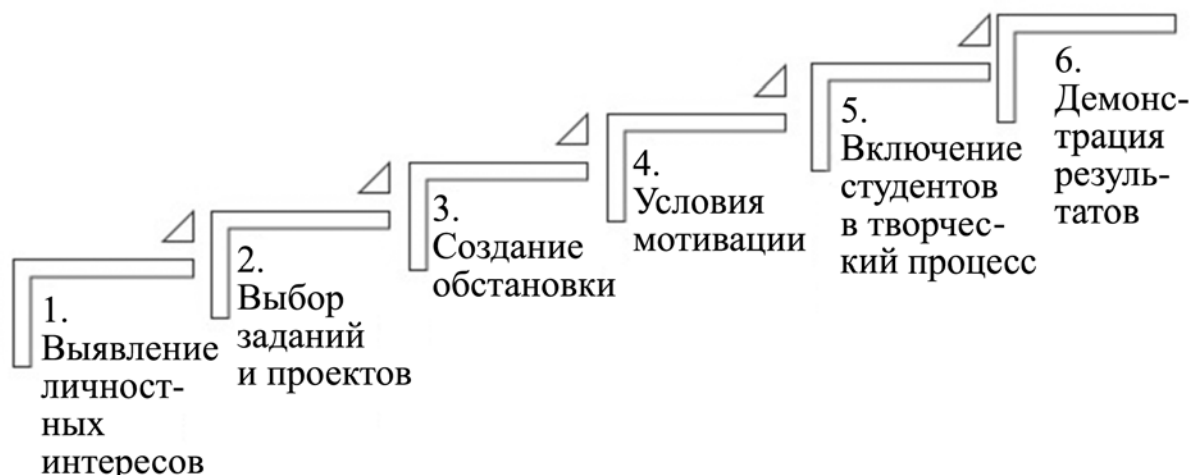 1.
Выявление
личност-
ных
интересов
2.
Выбор
заданий
и проектов
3.
Создание
обстановки
4.
Условия
мотивации
5.
Включение
студентов
в творчес-
кий процесс
6.
Демонс-
трация
резуль-
татов